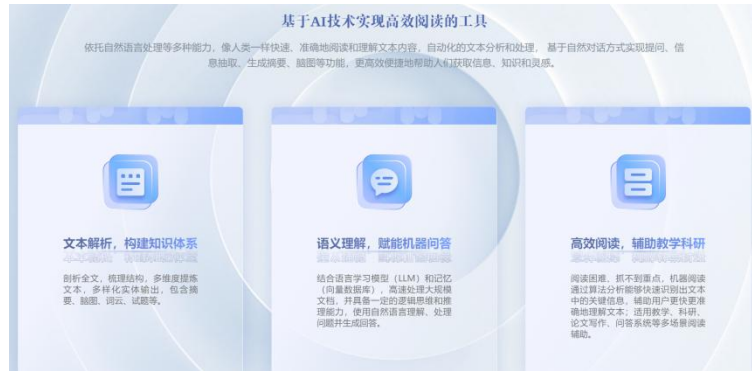 基于AI技术实现高效阅读的工具
依托自然语言处理等多种能力，像人类一样快速、准确地阅读和理解文本内容，自动化的文本分析和处理， 基于自然对话方式实现提问、信
息抽取、生成摘要、脑图等功能，更高效便捷地帮助人们获取信息、知识和灵感。
文本解析，构建知识体系
剖析全文，梳理结构，多维度提炼
文本，多样化实体输出，包含摘
要、脑图、词云、试题等。
语义理解，赋能机器问答
结合语言学习模型（LLM）和记忆
（向量数据库），高速处理大规模
文档，并具备一定的逻辑思维和推
理能力，使用自然语言理解、处理
问题并生成回答。
高效阅读，辅助教学科研
阅读困难、抓不到重点，机器阅读
通过算法分析能够快速识别出文本
中的关键信息，辅助用户更快更准
确地理解文本；适用教学、科研、
论文写作、问答系统等多场景阅读
辅助。